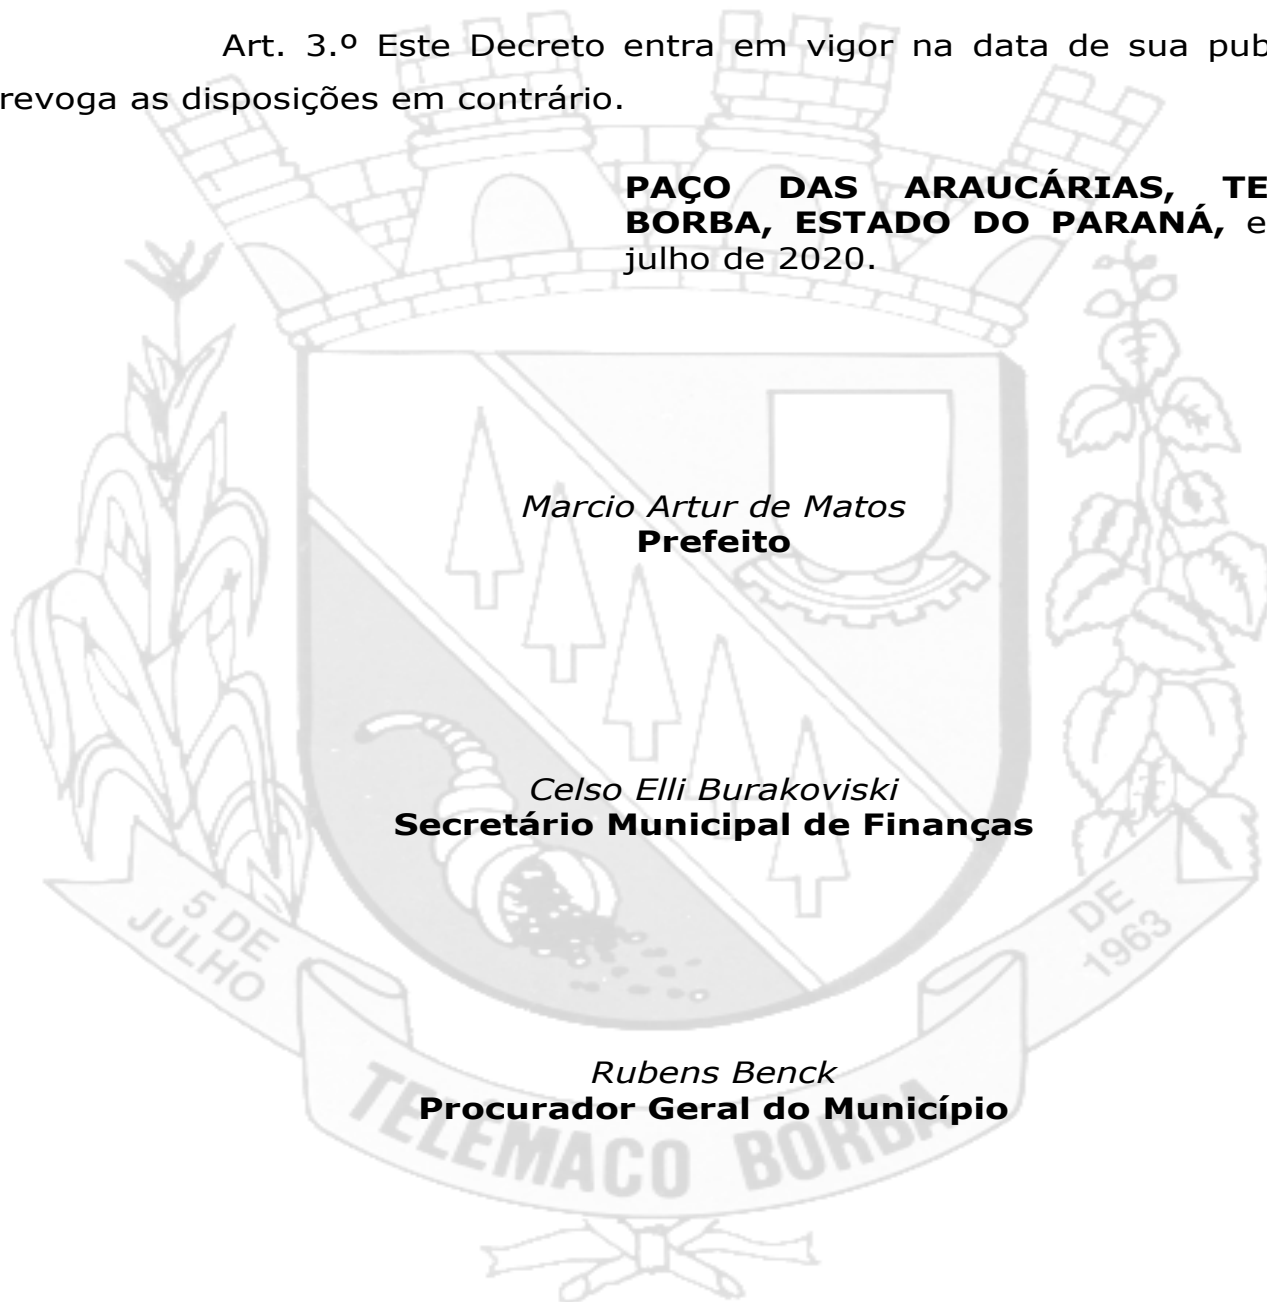 Art. 3.º Este Decreto entra em vigor na data de sua pub
revoga as disposições em contrário.
PAÇO DAS ARAUCÁRIAS, TE
BORBA, ESTADO DO PARANÁ, e
julho de 2020.
Marcio Artur de Matos
Prefeito
Celso Elli Burakoviski
Secretário Municipal de Finanças
5 DE
JULHO
DE
1963
Rubens Benck
Procurador Geral do Município
TELEMACO BORBA